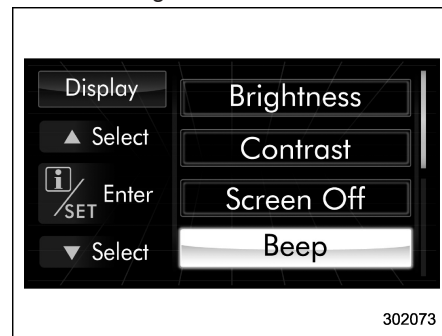 Display
▲ Select
i/SET Enter
▼ Select
Brightness
Contrast
Screen Off
Beep
302073